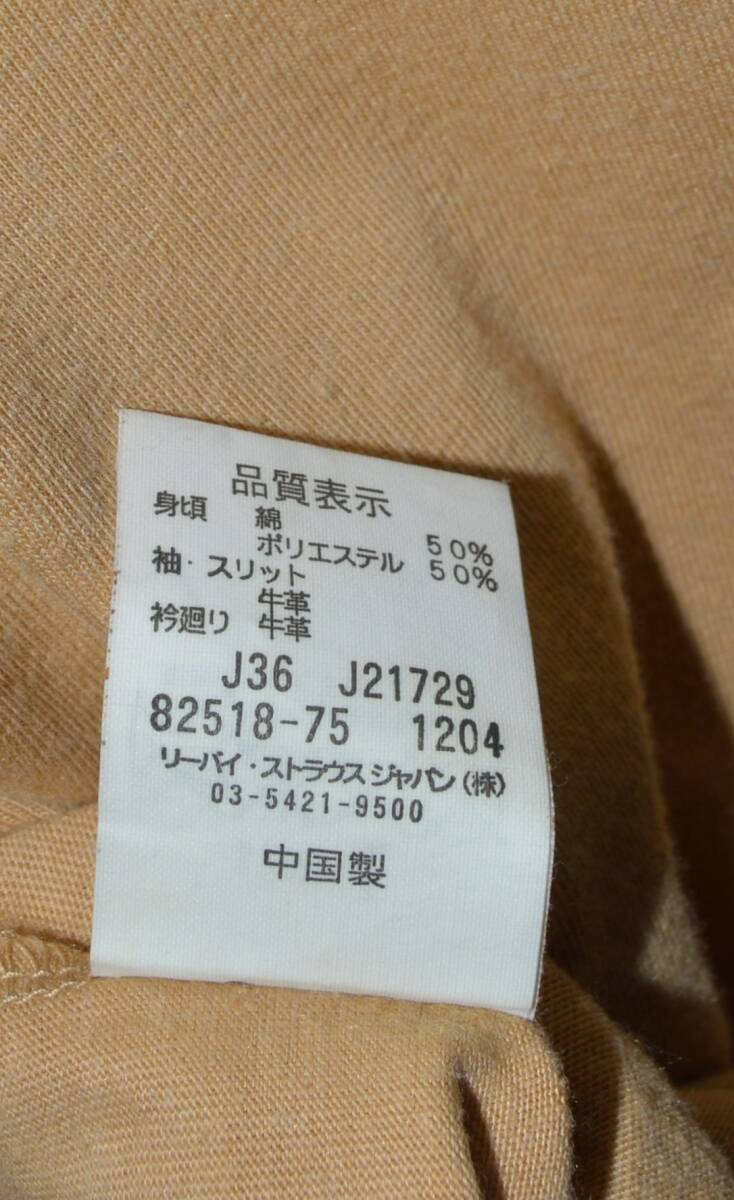 品質表示
身頃 綿 50%
ポリエステル 50%
袖・スリット
牛革
衿廻り 牛革
J36 J21729
82518-75 1204
リーバイ・ストラウスジャパン(株)
03-5421-9500
中国製